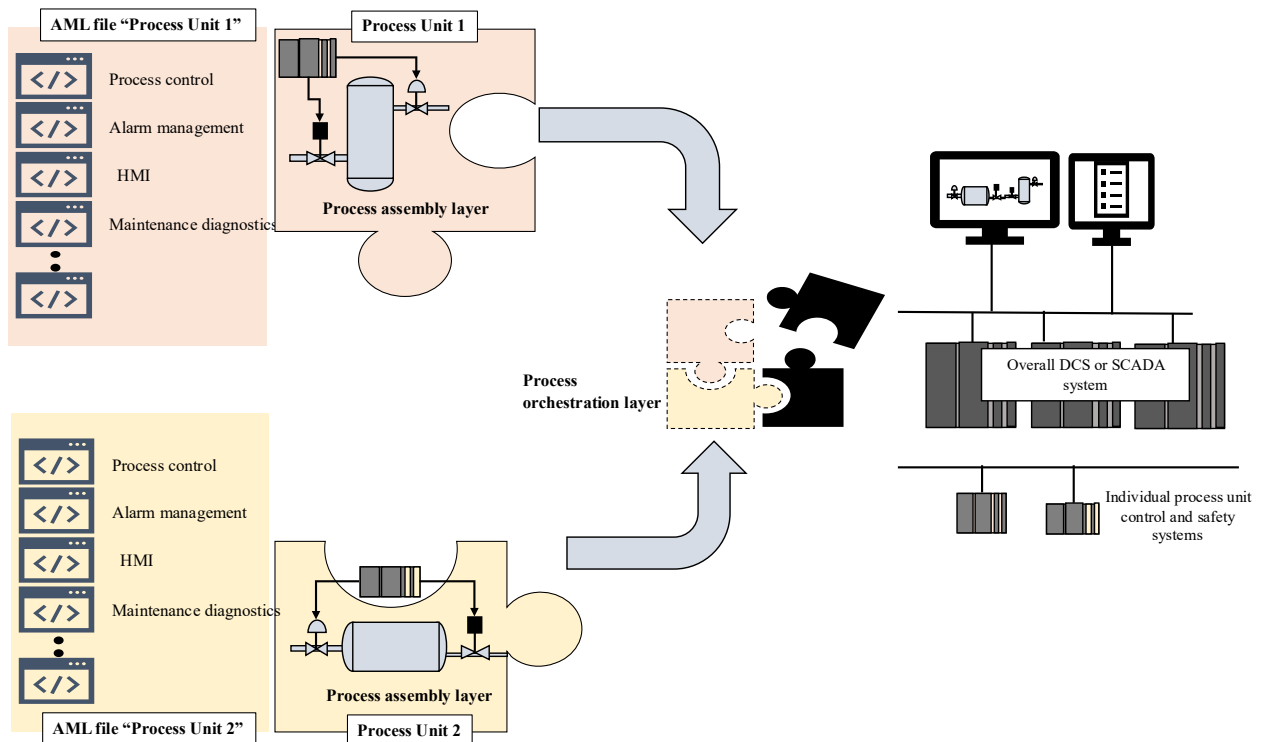 AML file “Process Unit 1”
Process control
Alarm management
HMI
Maintenance diagnostics
Process Unit 1
Process assembly layer
Process
orchestration layer
Overall DCS or SCADA
system
Individual process unit
control and safety
systems
Process control
Alarm management
HMI
Maintenance diagnostics
AML file “Process Unit 2”
Process assembly layer
Process Unit 2